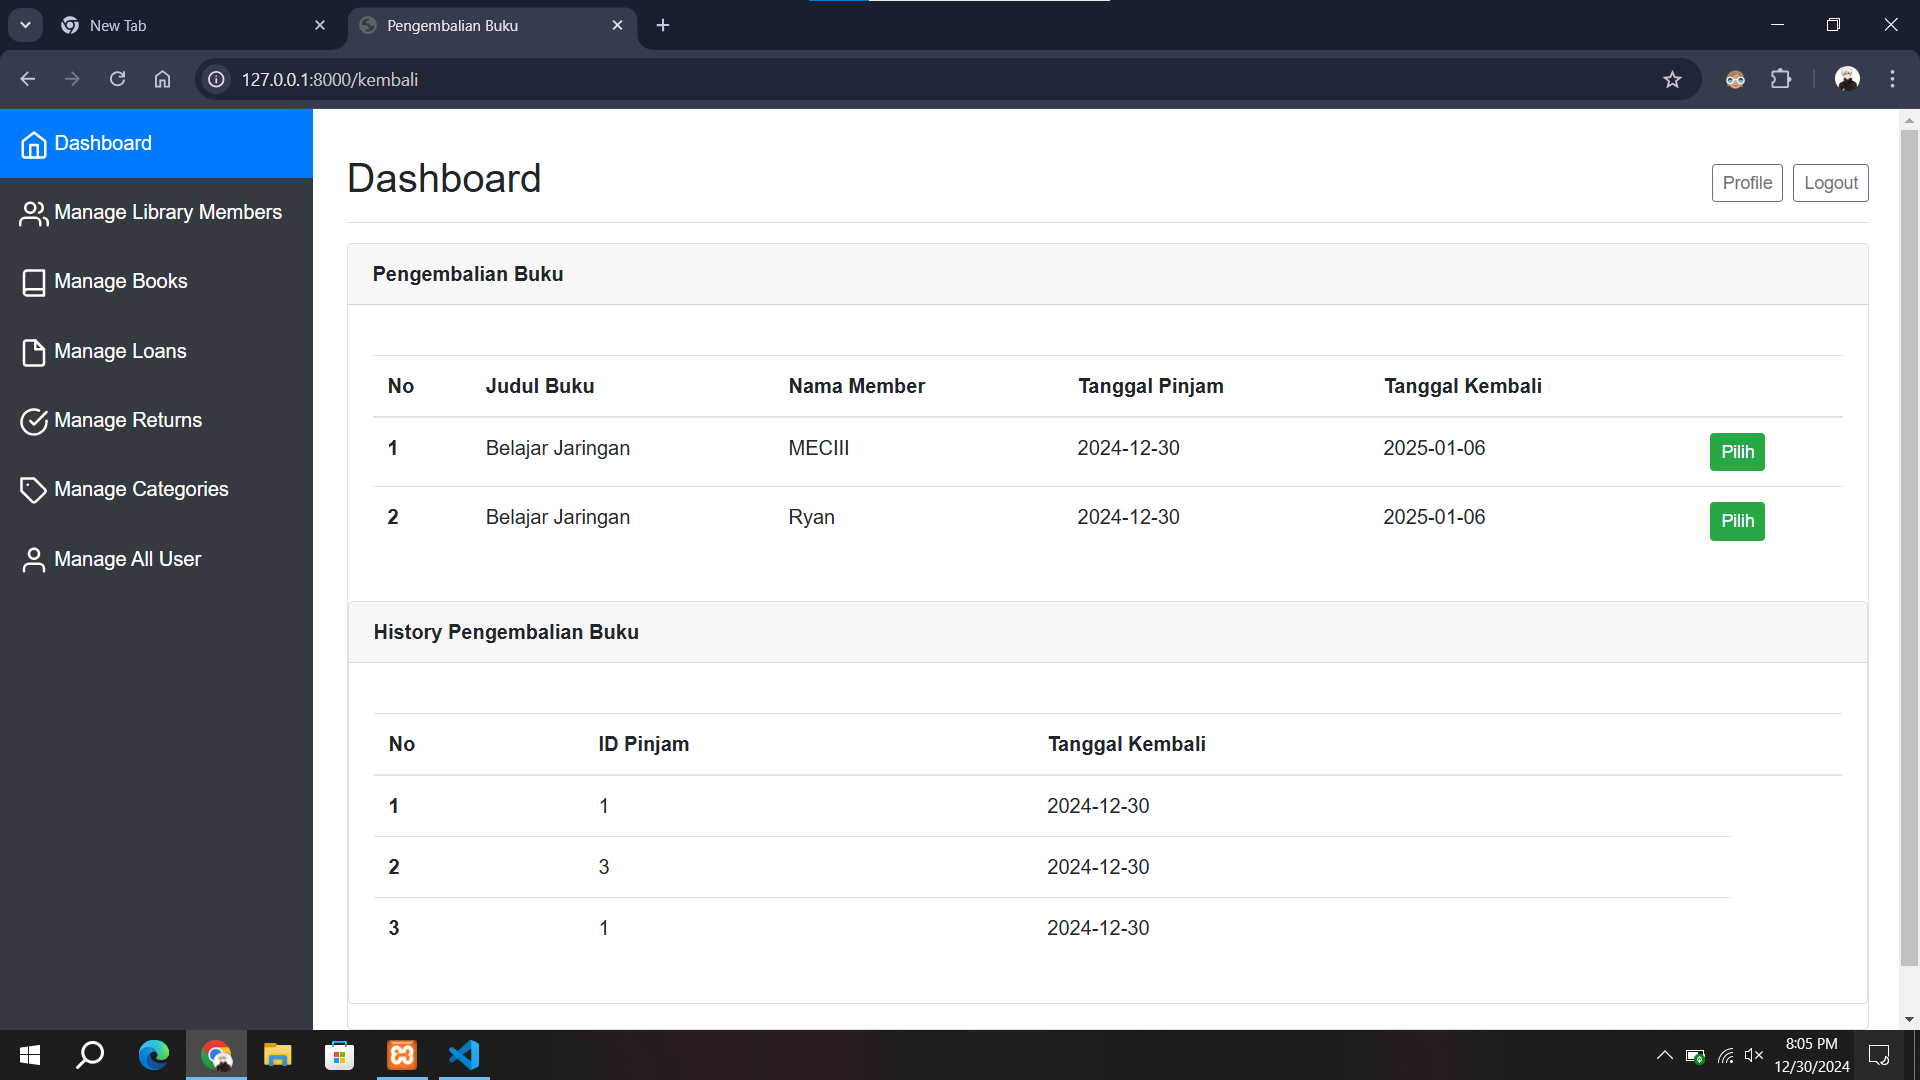 New Tab
Pengembalian Buku
127.0.0.1:8000/kembali
Dashboard
Manage Library Members
Manage Books
Manage Loans
Manage Returns
Manage Categories
Manage All User
Dashboard
Profile Logout
Pengembalian Buku
No Judul Buku Nama Member Tanggal Pinjam Tanggal Kembali
1 Belajar Jaringan MECIII 2024-12-30 2025-01-06 Pilih
2 Belajar Jaringan Ryan 2024-12-30 2025-01-06 Pilih
History Pengembalian Buku
No ID Pinjam Tanggal Kembali
1 1 2024-12-30
2 3 2024-12-30
3 1 2024-12-30
8:05 PM
12/30/2024